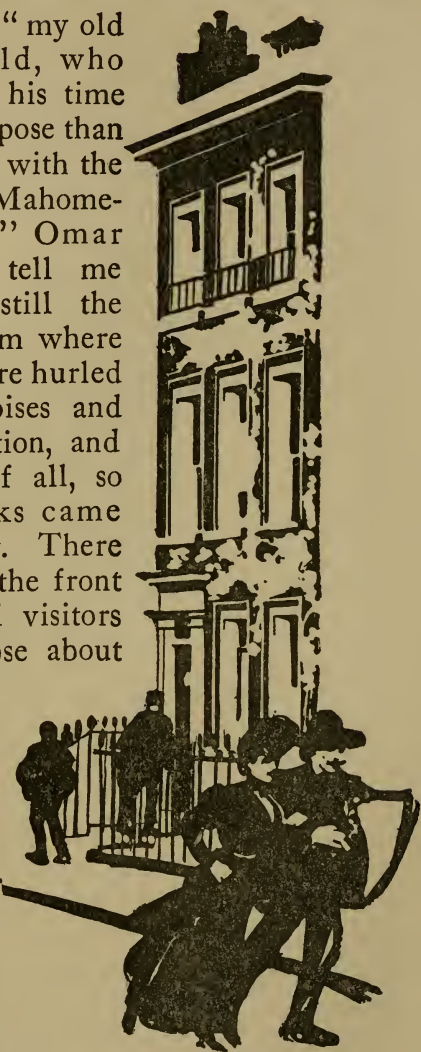 “ my old
ld, who
his time
pose than
with the
Mahome-
” Omar
tell me
still the
m where
re hurled
oises and
tion, and
f all, so
ks came
. There
the front
visitors
ose about